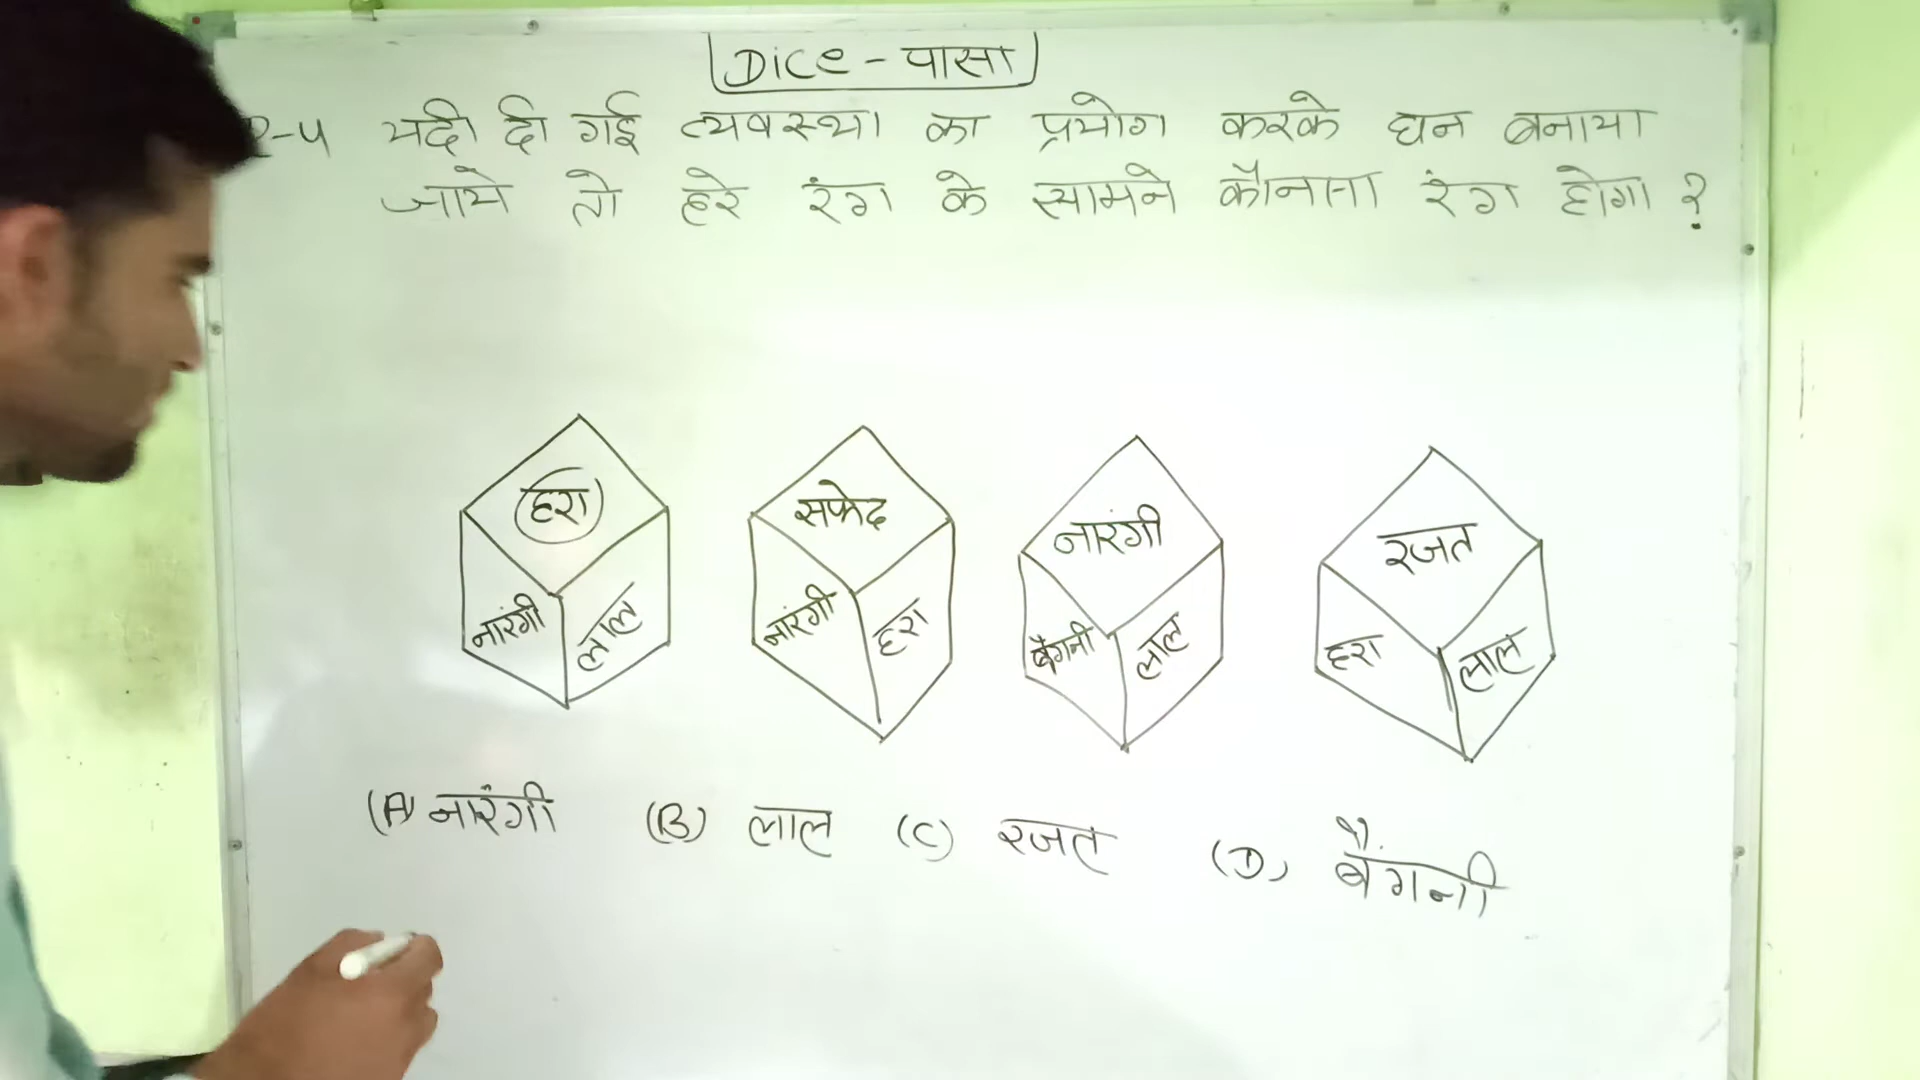 Dice - पासा
-4 यदी दी गई व्यवस्था का प्रयोग करके घन बनाया
जाये तो हरे रंग के सामने कौनसा रंग होगा ?
हरा
नारंगी
लाल
सफेद
नारंगी
हरा
नारंगी
बैंगनी
लाल
रजत
हरा
लाल
(A) नारंगी (B) लाल (C) रजत (D) बैंगनी